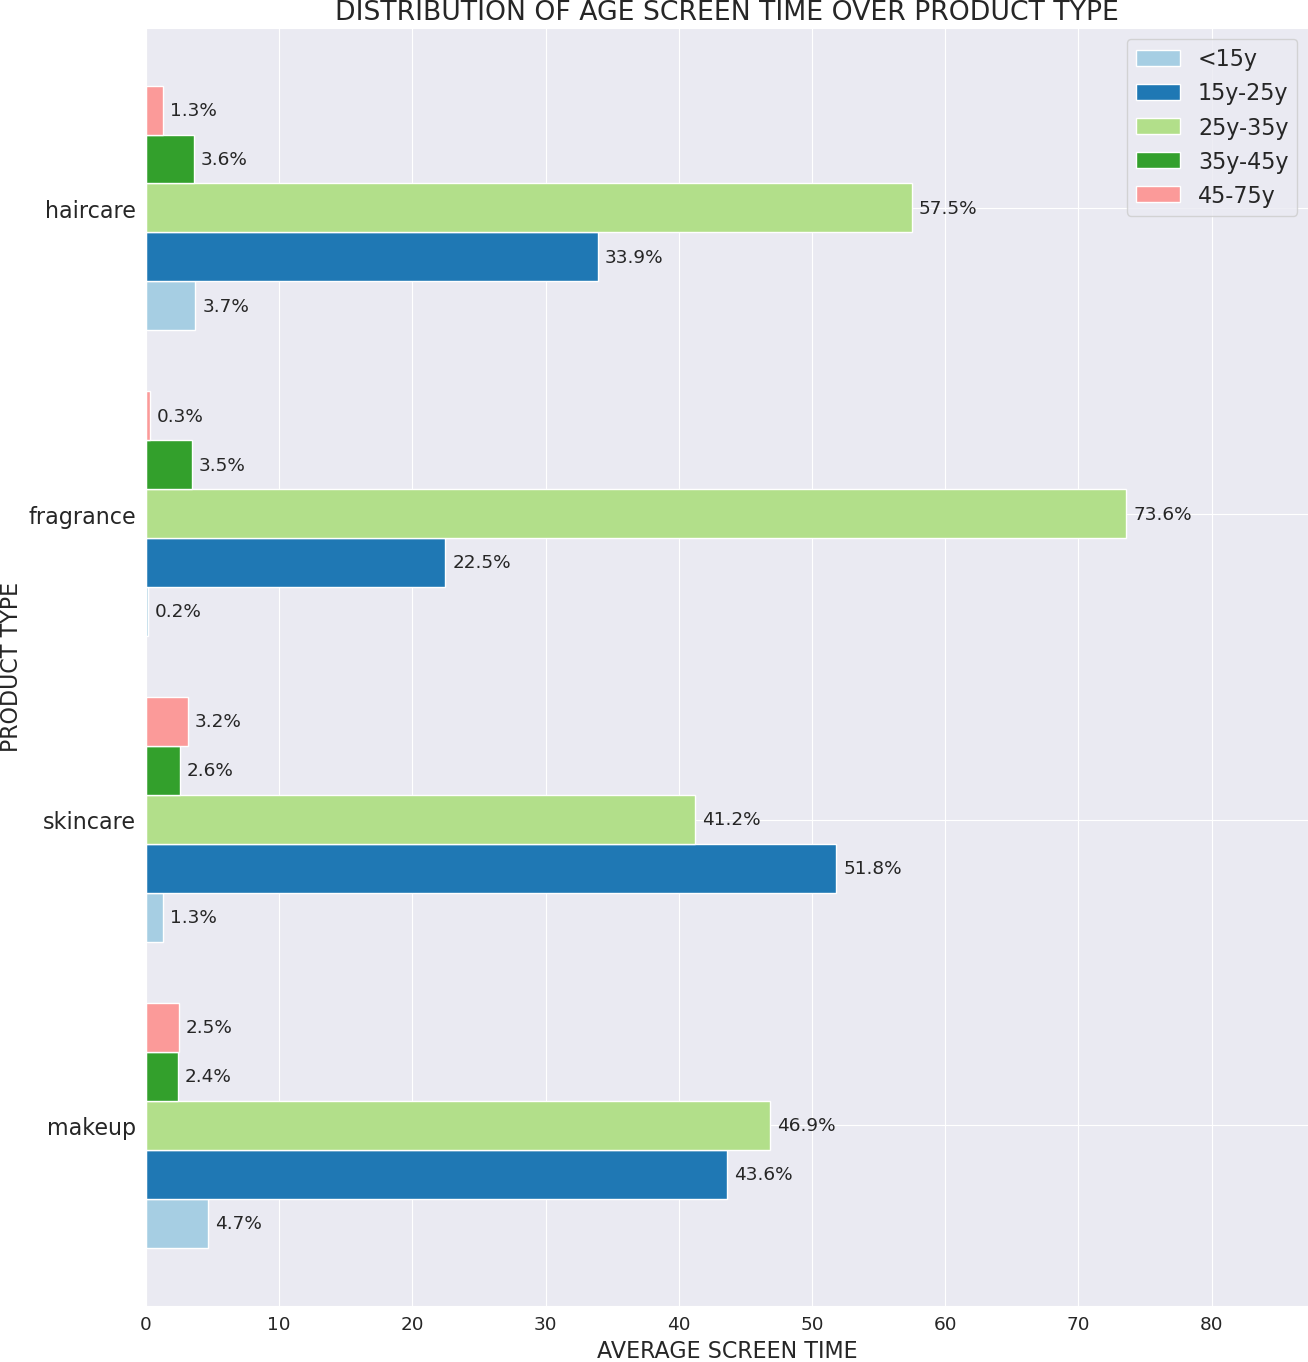 DISTRIBUTION OF AGE SCREEN TIME OVER PRODUCT TYPE
<15y
15y-25y
25y-35y
35y-45y
45-75y
PRODUCT TYPE
haircare
1.3%
3.6%
57.5%
33.9%
3.7%
fragrance
0.3%
3.5%
73.6%
22.5%
0.2%
skincare
3.2%
2.6%
41.2%
51.8%
1.3%
makeup
2.5%
2.4%
46.9%
43.6%
4.7%
0 10 20 30 40 50 60 70 80
AVERAGE SCREEN TIME